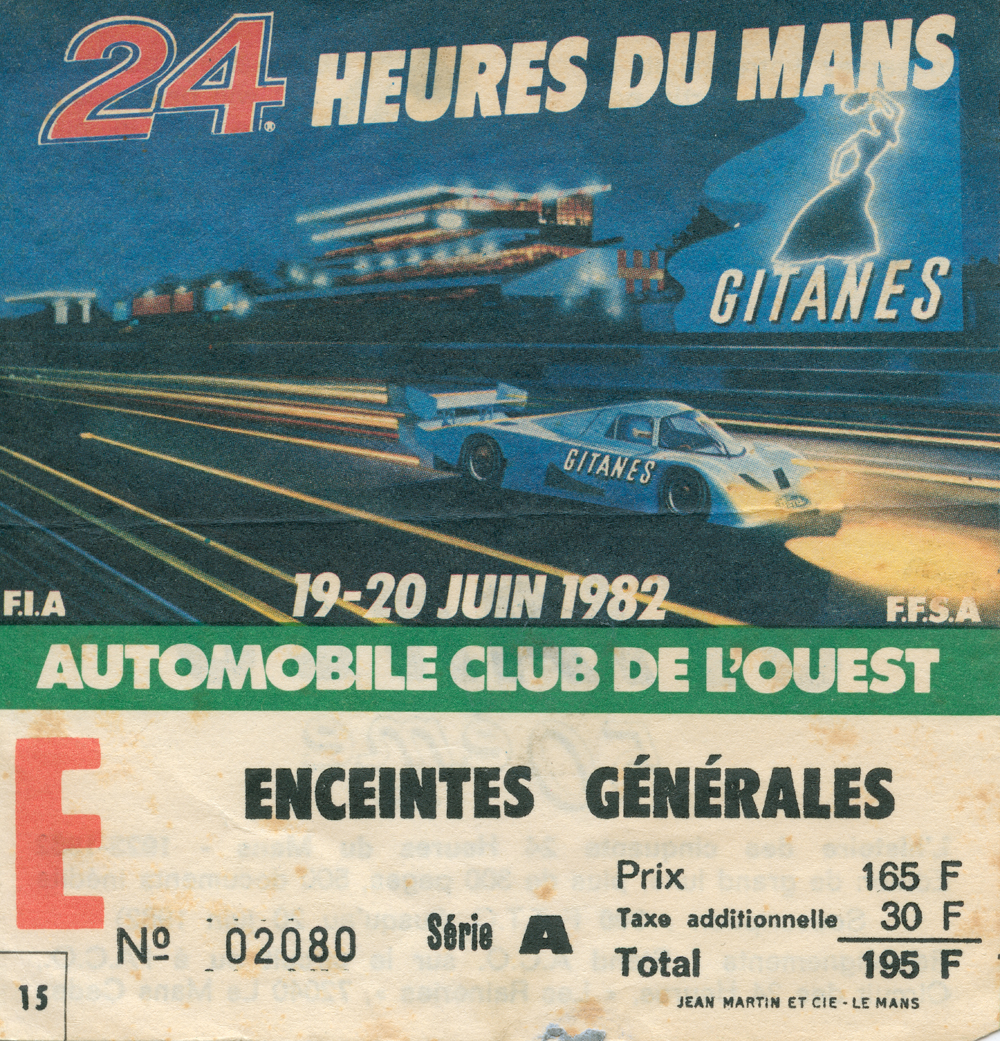 24® HEURES DU MANS
GITANES
GITANES
19-20 JUIN 1982
F.I.A
F.F.S.A
AUTOMOBILE CLUB DE L'OUEST
E
ENCEINTES GÉNÉRALES
Prix 165 F
Taxe additionnelle 30 F
Nº 02080 Série A
Total 195 F
15
JEAN MARTIN ET CIE - LE MANS